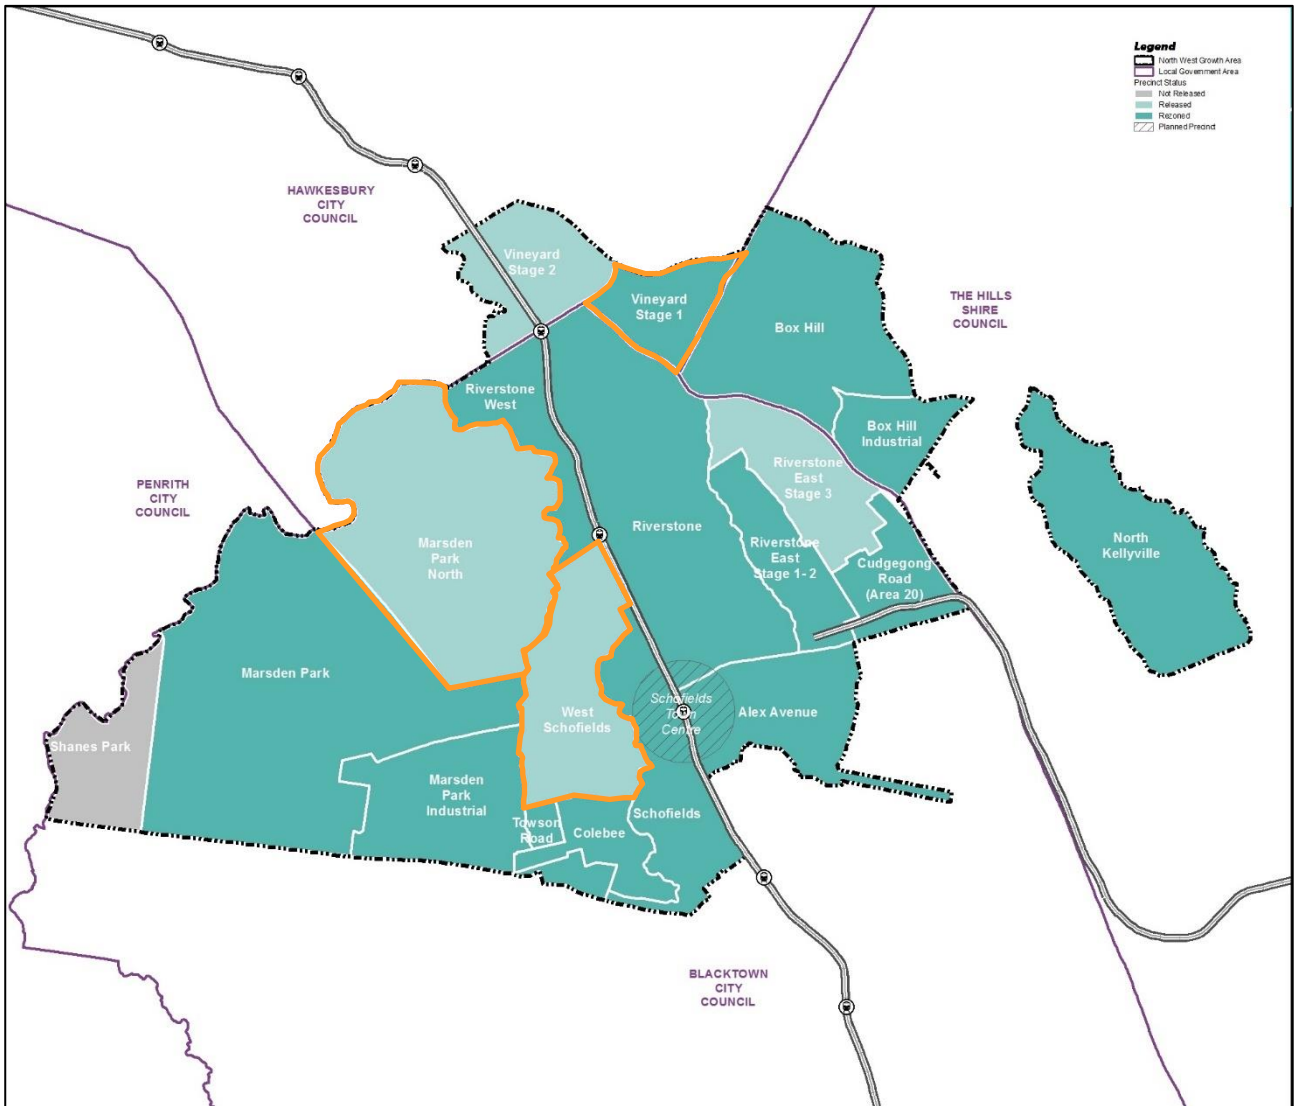 Legend
North West Growth Area
Local Government Area
Precinct Status
Not Released
Released
Rezoned
Planned Precinct
HAWKESBURY
CITY
COUNCIL
Vineyard
Stage 2
Vineyard
Stage 1
Box Hill
THE HILLS
SHIRE
COUNCIL
Riverstone
West
Box Hill
Industrial
PENRITH
CITY
COUNCIL
Riverstone
East
Stage 3
Marsden
Park
North
Riverstone
Riverstone
East
Stage 1- 2
Cudgegong
Road
(Area 20)
North
Kellyville
Marsden Park
West
Schofields
Schofields
Town
Centre
Alex Avenue
Shanes Park
Marsden
Park
Industrial
Towson
Road
Colebee
Schofields
BLACKTOWN
CITY
COUNCIL